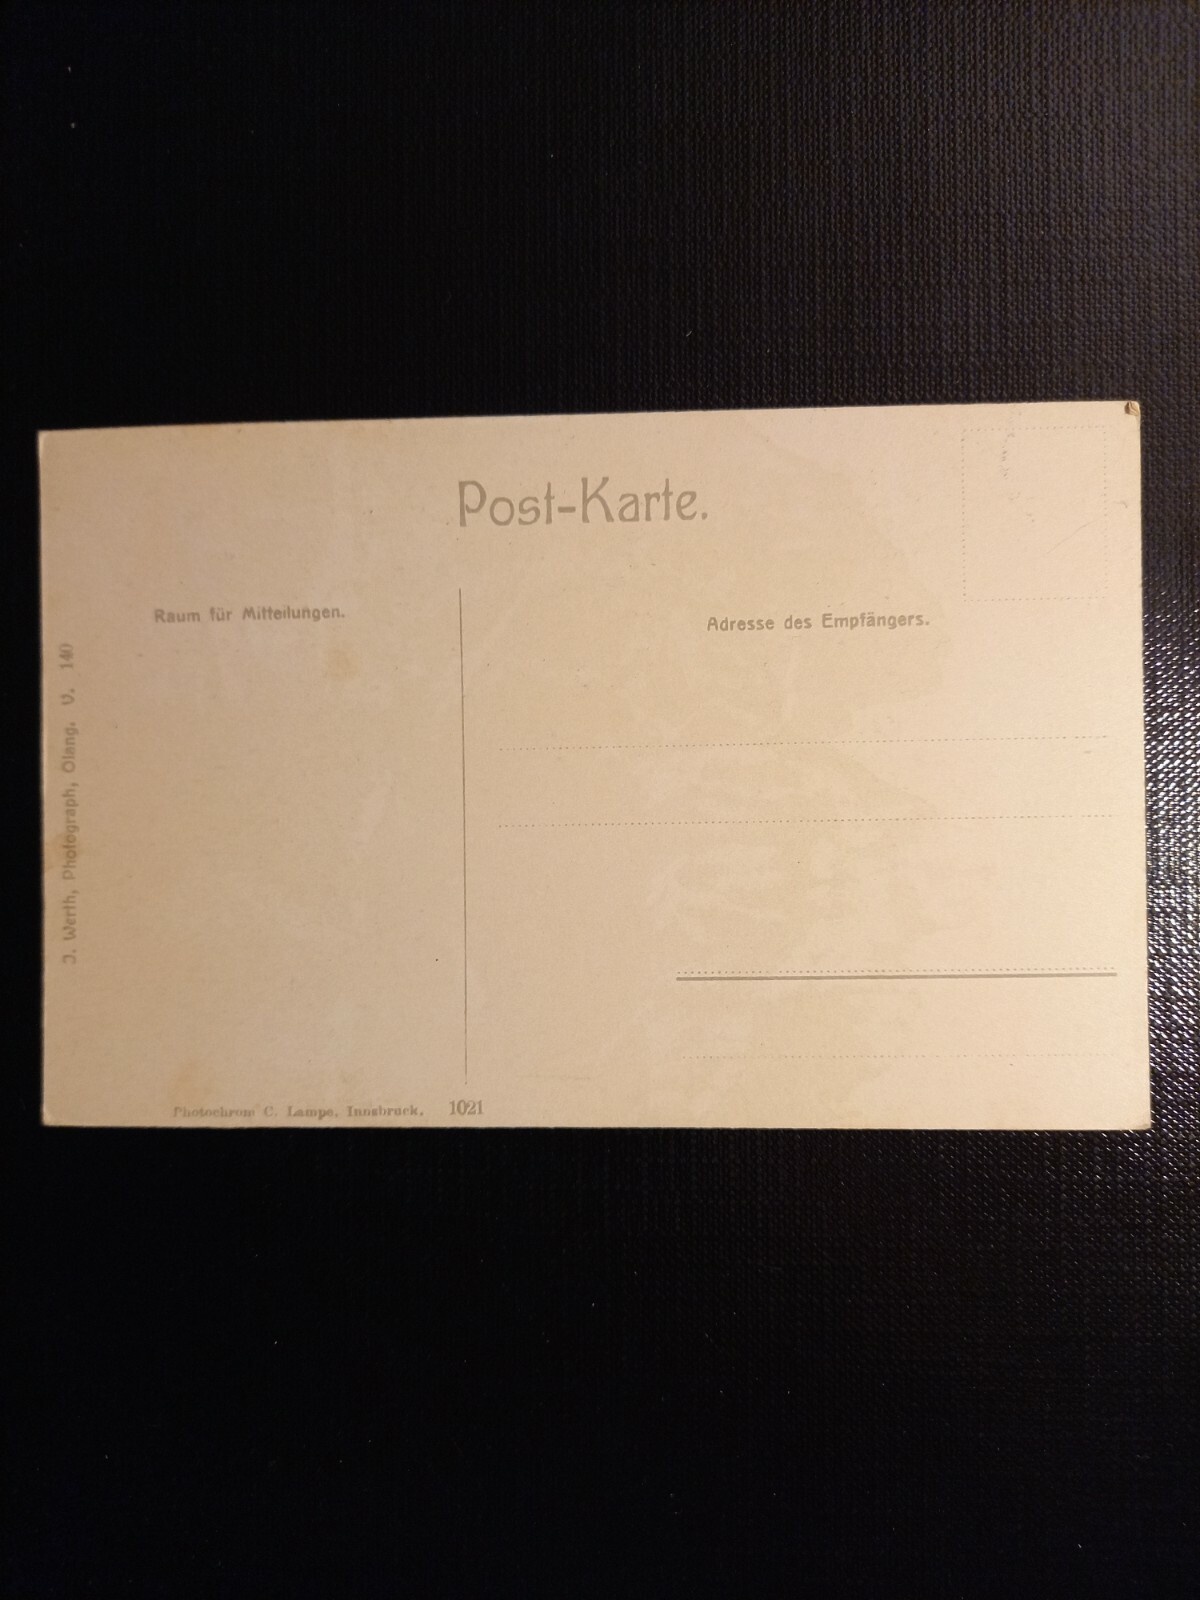 Post-Karte.
Raum für Mitteilungen.
Adresse des Empfängers.
J. Werth, Photograph, Olang. V. 140
Photochrom C. Lampe, Innsbruck. 1021